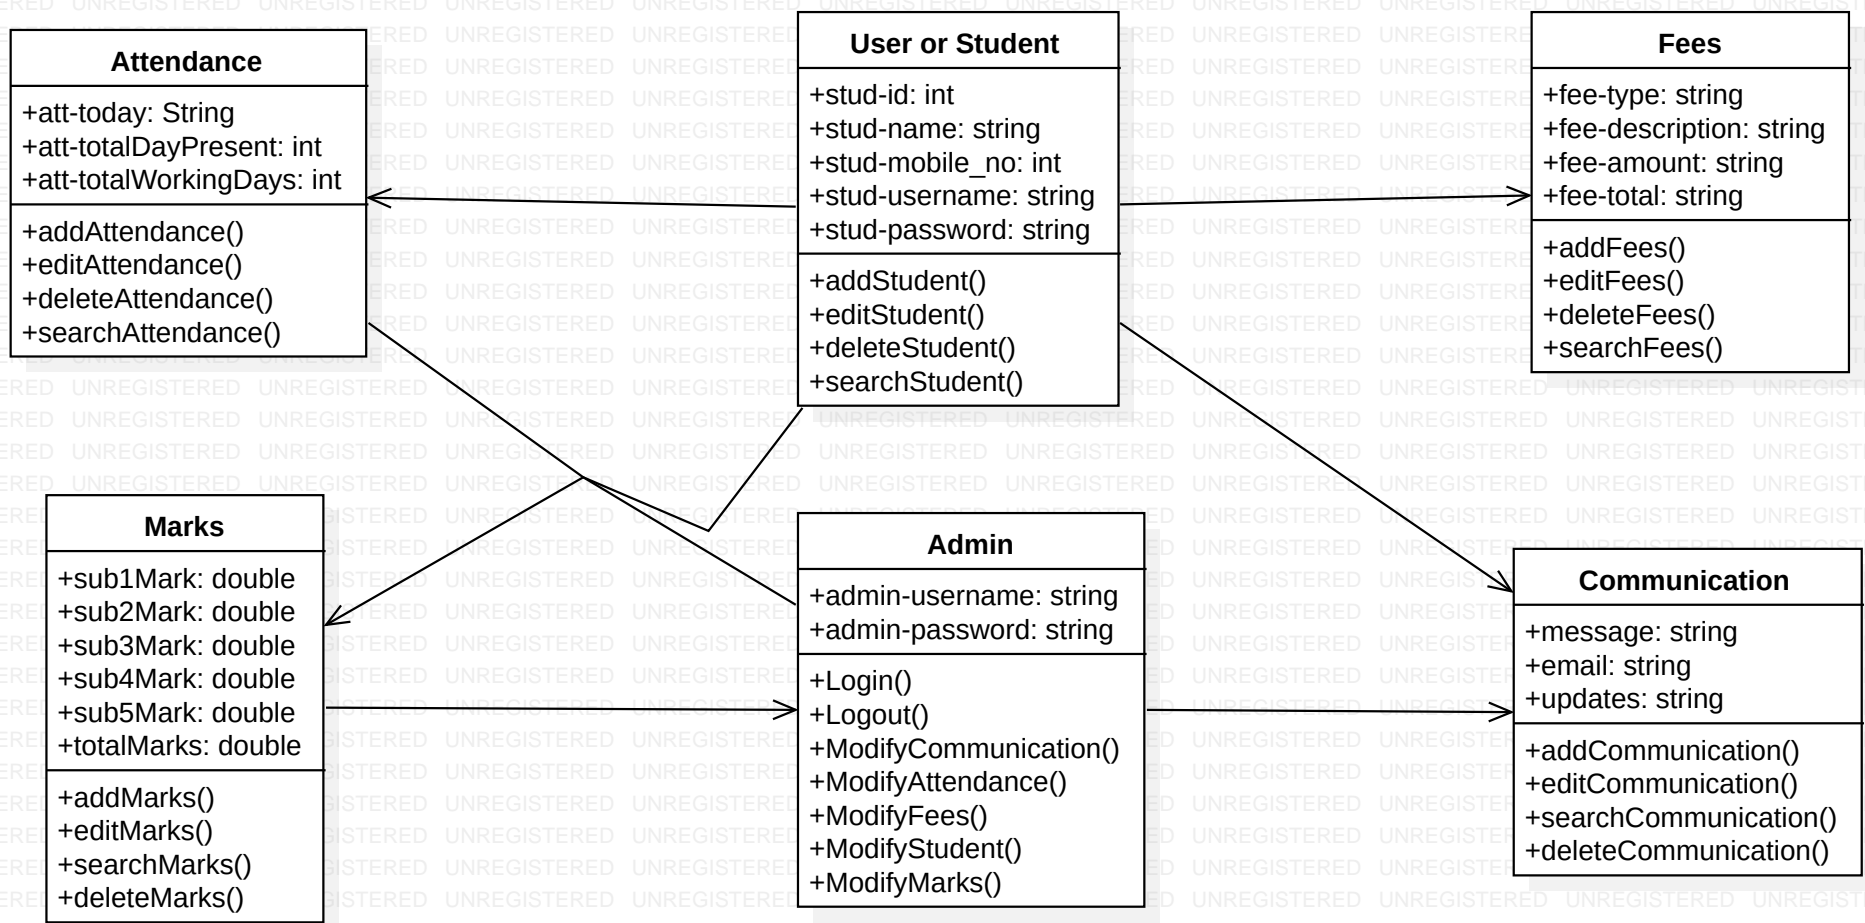 Attendance
+att-today: String
+att-totalDayPresent: int
+att-totalWorkingDays: int
+addAttendance()
+editAttendance()
+deleteAttendance()
+searchAttendance()
User or Student
+stud-id: int
+stud-name: string
+stud-mobile_no: int
+stud-username: string
+stud-password: string
+addStudent()
+editStudent()
+deleteStudent()
+searchStudent()
Fees
+fee-type: string
+fee-description: string
+fee-amount: string
+fee-total: string
+addFees()
+editFees()
+deleteFees()
+searchFees()
Marks
+sub1Mark: double
+sub2Mark: double
+sub3Mark: double
+sub4Mark: double
+sub5Mark: double
+totalMarks: double
+addMarks()
+editMarks()
+searchMarks()
+deleteMarks()
Admin
+admin-username: string
+admin-password: string
+Login()
+Logout()
+ModifyCommunication()
+ModifyAttendance()
+ModifyFees()
+ModifyStudent()
+ModifyMarks()
Communication
+message: string
+email: string
+updates: string
+addCommunication()
+editCommunication()
+searchCommunication()
+deleteCommunication()
UNREGISTERED